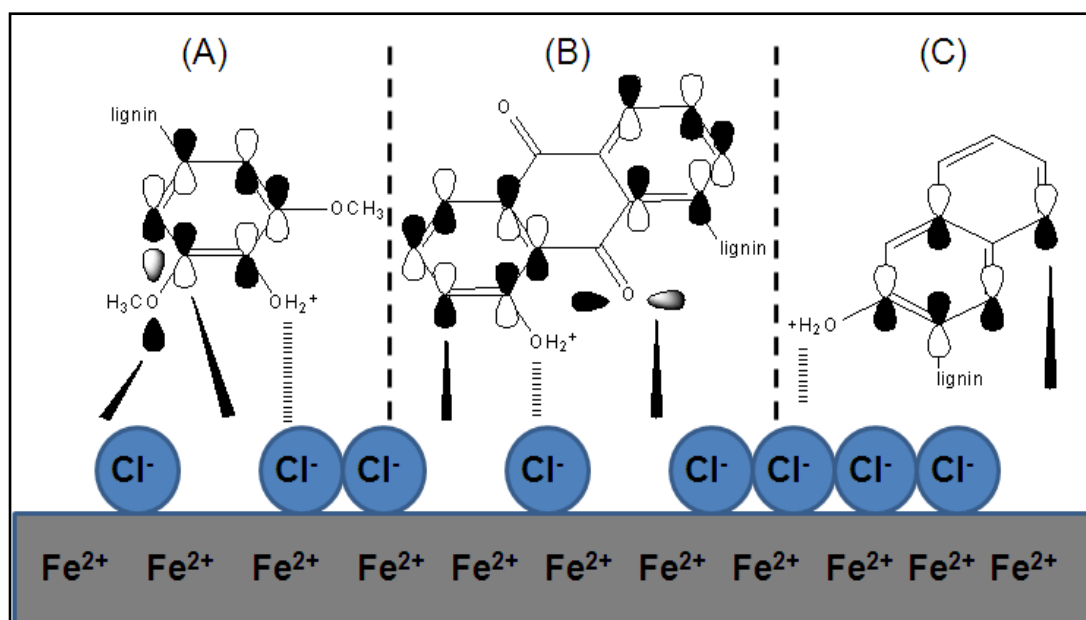 (A) (B) (C)
lignin
O
OCH₃
lignin
H₃CO
OH₂⁺
O
OH₂⁺
⁺H₂O
lignin
Cl⁻ Cl⁻ Cl⁻ Cl⁻ Cl⁻ Cl⁻ Cl⁻ Cl⁻
Fe²⁺ Fe²⁺ Fe²⁺ Fe²⁺ Fe²⁺ Fe²⁺ Fe²⁺ Fe²⁺ Fe²⁺ Fe²⁺ Fe²⁺